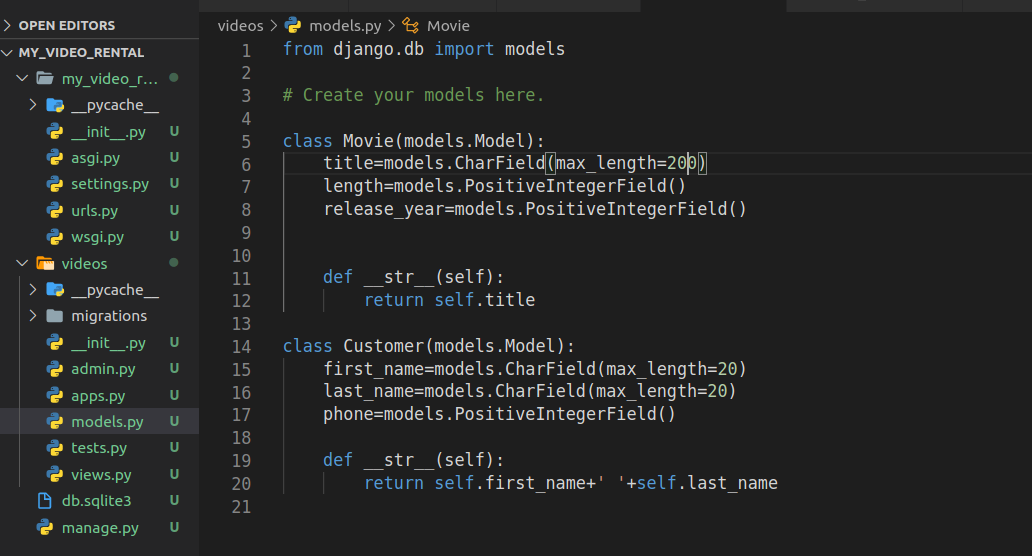 OPEN EDITORS
MY_VIDEO_RENTAL
my_video_r...
__pycache__
__init__.py U
asgi.py U
settings.py U
urls.py U
wsgi.py U
videos
__pycache__
migrations
__init__.py U
admin.py U
apps.py U
models.py U
tests.py U
views.py U
db.sqlite3 U
manage.py U
videos > models.py > Movie
1 from django.db import models
2
3 # Create your models here.
4
5 class Movie(models.Model):
6     title=models.CharField(max_length=200)
7     length=models.PositiveIntegerField()
8     release_year=models.PositiveIntegerField()
9
10
11     def __str__(self):
12         return self.title
13
14 class Customer(models.Model):
15     first_name=models.CharField(max_length=20)
16     last_name=models.CharField(max_length=20)
17     phone=models.PositiveIntegerField()
18
19     def __str__(self):
20         return self.first_name+' '+self.last_name
21